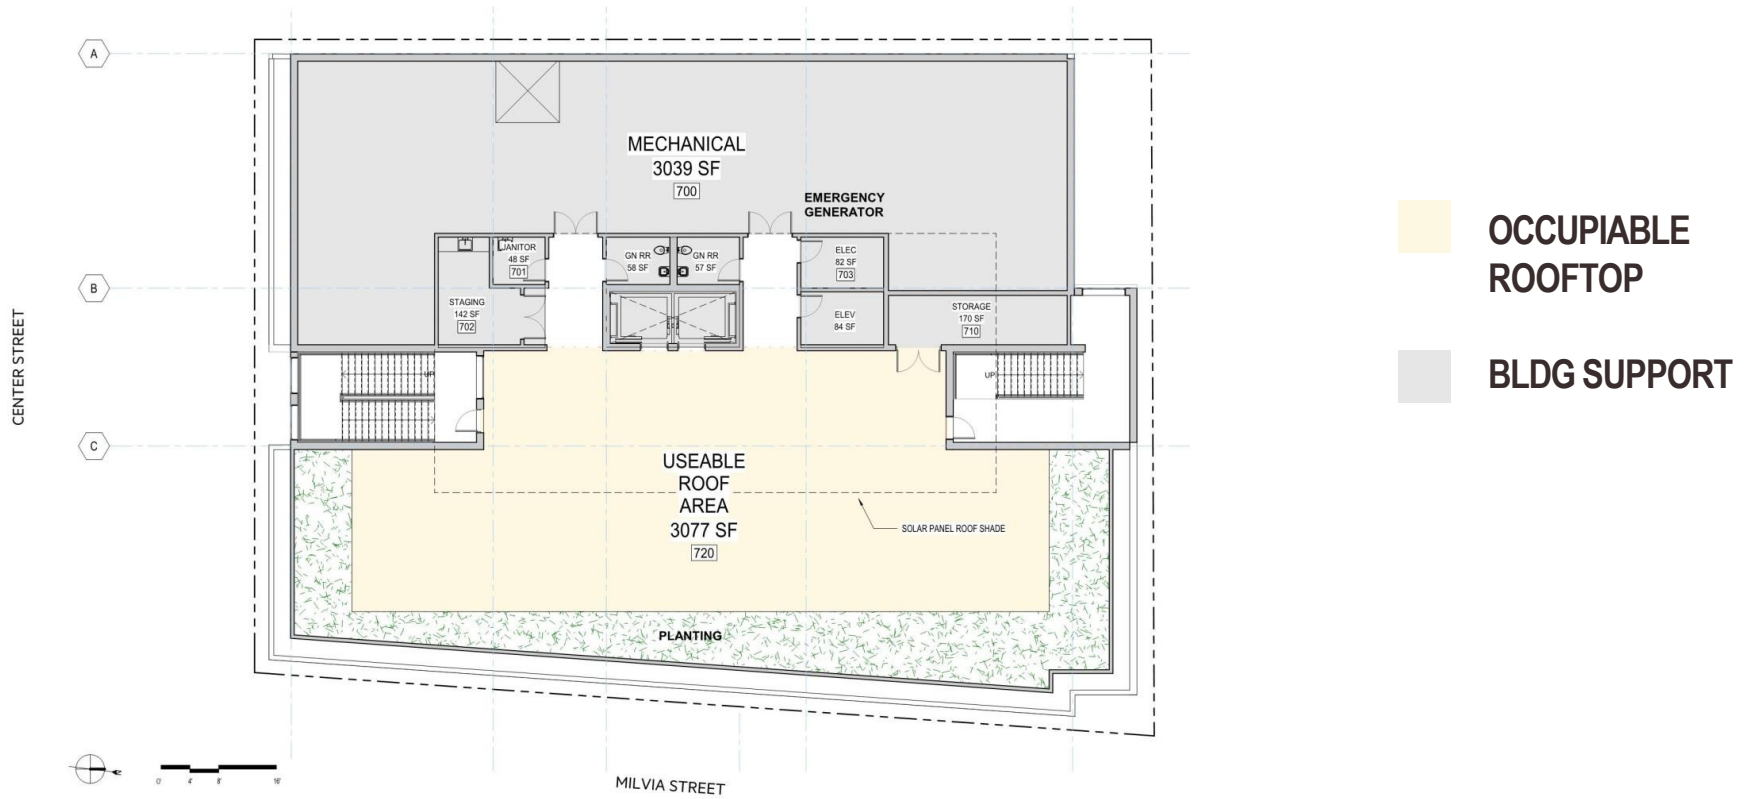 A
B
C
CENTER STREET
MECHANICAL
3039 SF
700
EMERGENCY
GENERATOR
JANITOR
48 SF
701
GN RR
58 SF
GN RR
57 SF
ELEC
82 SF
703
STAGING
142 SF
702
ELEV
84 SF
STORAGE
170 SF
710
UP
UP
USEABLE
ROOF
AREA
3077 SF
720
SOLAR PANEL ROOF SHADE
PLANTING
0'
4'
8'
16'
MILVIA STREET
OCCUPIABLE
ROOFTOP
BLDG SUPPORT